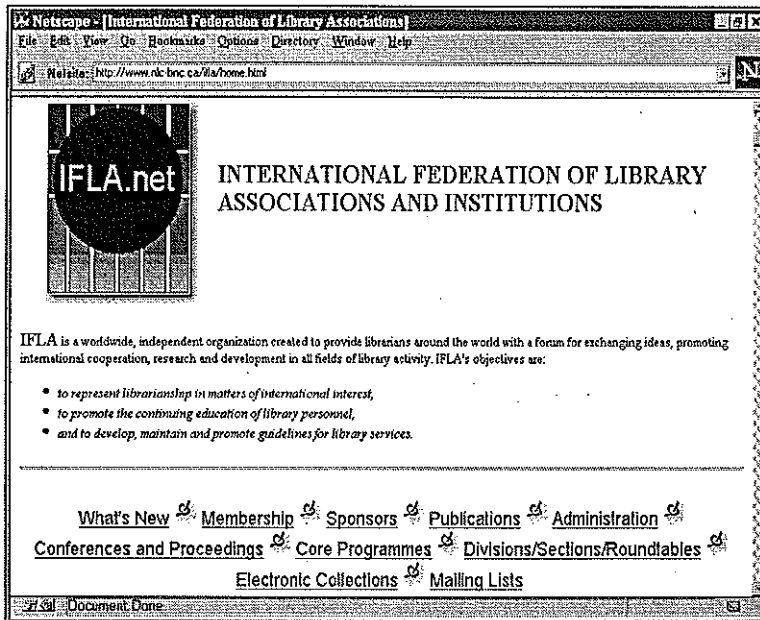 Netscape - [International Federation of Library Associations]
File Edit View Go Bookmarks Options Directory Window Help
Netsite: http://www.nlc-bnc.ca/ifla/home.html
N
IFLA.net
INTERNATIONAL FEDERATION OF LIBRARY
ASSOCIATIONS AND INSTITUTIONS
IFLA is a worldwide, independent organization created to provide librarians around the world with a forum for exchanging ideas, promoting
international cooperation, research and development in all fields of library activity. IFLA's objectives are:
• to represent librarianship in matters of international interest,
• to promote the continuing education of library personnel,
• and to develop, maintain and promote guidelines for library services.
What's New Membership Sponsors Publications Administration
Conferences and Proceedings Core Programmes Divisions/Sections/Roundtables
Electronic Collections Mailing Lists
Document: Done